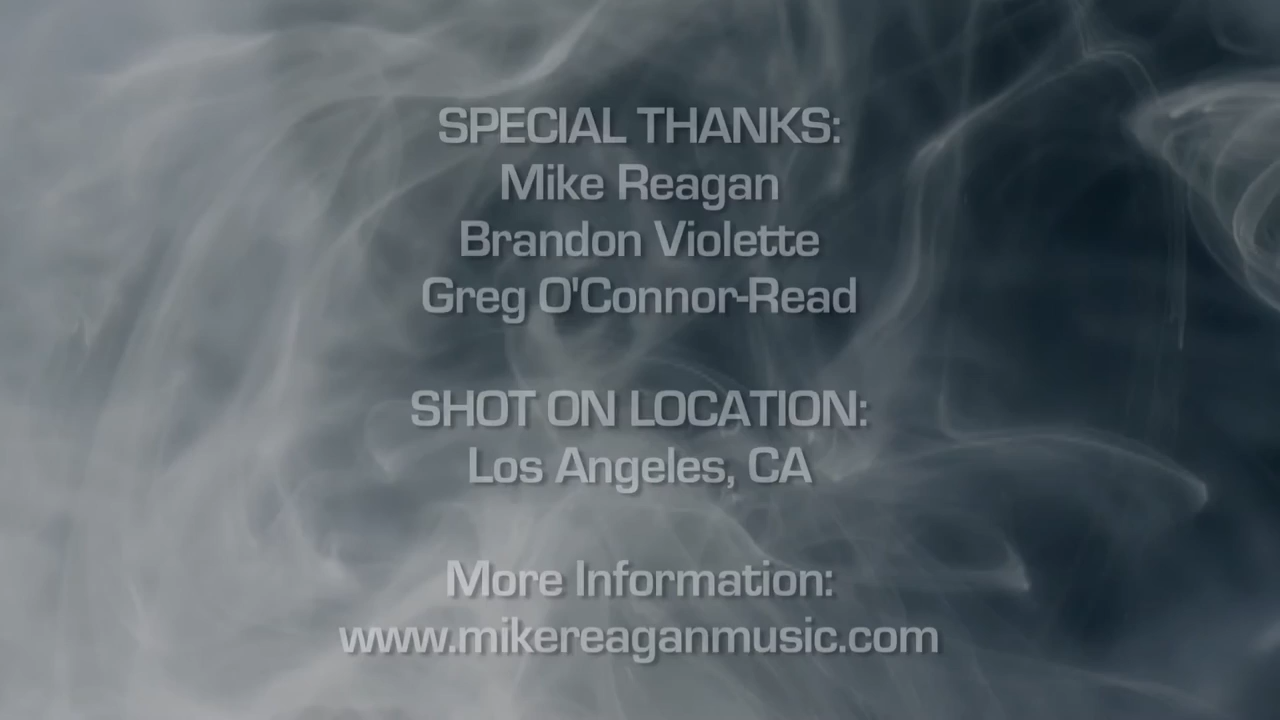 SPECIAL THANKS:
Mike Reagan
Brandon Violette
Greg O'Connor-Read
SHOT ON LOCATION:
Los Angeles, CA
More Information:
www.mikereaganmusic.com